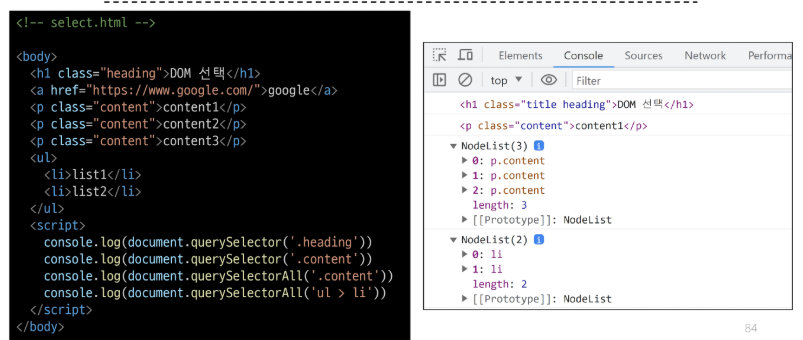 <!-- select.html -->
<body>
<h1 class="heading">DOM 선택</h1>
<a href="https://www.google.com/">google</a>
<p class="content">content1</p>
<p class="content">content2</p>
<p class="content">content3</p>
<ul>
<li>list1</li>
<li>list2</li>
</ul>
<script>
console.log(document.querySelector('.heading'))
console.log(document.querySelector('.content'))
console.log(document.querySelectorAll('.content'))
console.log(document.querySelectorAll('ul > li'))
</script>
</body>
Elements Console Sources Network Performa
top ▼ Filter
<h1 class="title heading">DOM 선택</h1>
<p class="content">content1</p>
▼ NodeList(3) i
▶ 0: p.content
▶ 1: p.content
▶ 2: p.content
length: 3
▶ [[Prototype]]: NodeList
▼ NodeList(2) i
▶ 0: li
▶ 1: li
length: 2
▶ [[Prototype]]: NodeList
84